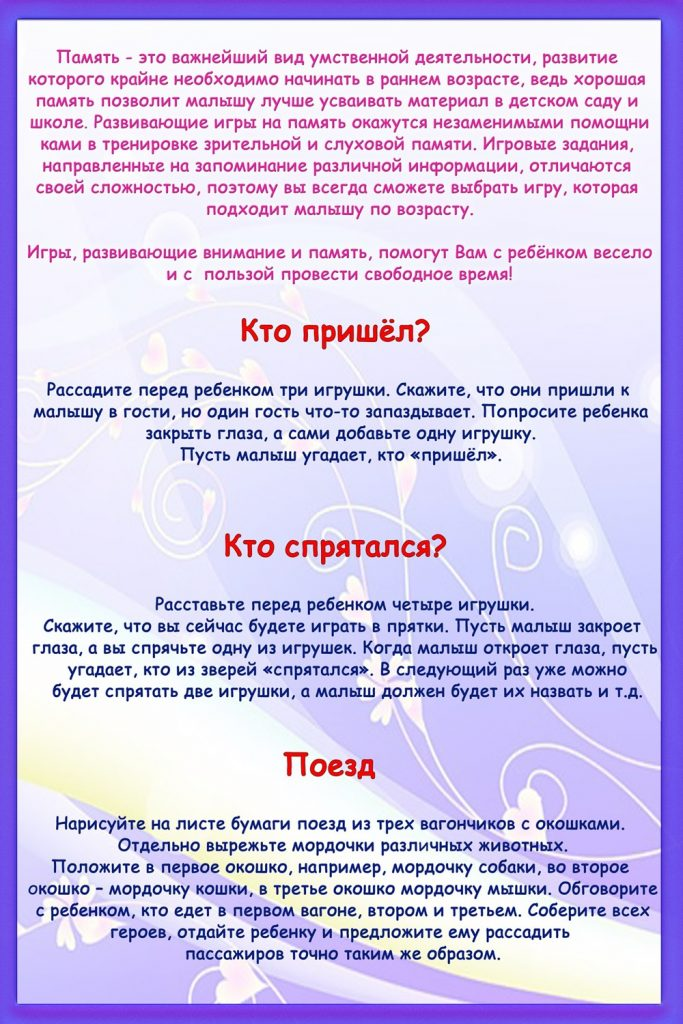 Память - это важнейший вид умственной деятельности, развитие
которого крайне необходимо начинать в раннем возрасте, ведь хорошая
память позволит малышу лучше усваивать материал в детском саду и
школе. Развивающие игры на память окажутся незаменимыми помощни
ками в тренировке зрительной и слуховой памяти. Игровые задания,
направленные на запоминание различной информации, отличаются
своей сложностью, поэтому вы всегда сможете выбрать игру, которая
подходит малышу по возрасту.
Игры, развивающие внимание и память, помогут Вам с ребёнком весело
и с пользой провести свободное время!
Кто пришёл?
Рассадите перед ребенком три игрушки. Скажите, что они пришли к
малышу в гости, но один гость что-то запаздывает. Попросите ребенка
закрыть глаза, а сами добавьте одну игрушку.
Пусть малыш угадает, кто «пришёл».
Кто спрятался?
Расставьте перед ребенком четыре игрушки.
Скажите, что вы сейчас будете играть в прятки. Пусть малыш закроет
глаза, а вы спрячьте одну из игрушек. Когда малыш откроет глаза, пусть
угадает, кто из зверей «спрятался». В следующий раз уже можно
будет спрятать две игрушки, а малыш должен будет их назвать и т.д.
Поезд
Нарисуйте на листе бумаги поезд из трех вагончиков с окошками.
Отдельно вырежьте мордочки различных животных.
Положите в первое окошко, например, мордочку собаки, во второе
окошко – мордочку кошки, в третье окошко мордочку мышки. Обговорите
с ребенком, кто едет в первом вагоне, втором и третьем. Соберите всех
героев, отдайте ребенку и предложите ему рассадить
пассажиров точно таким же образом.